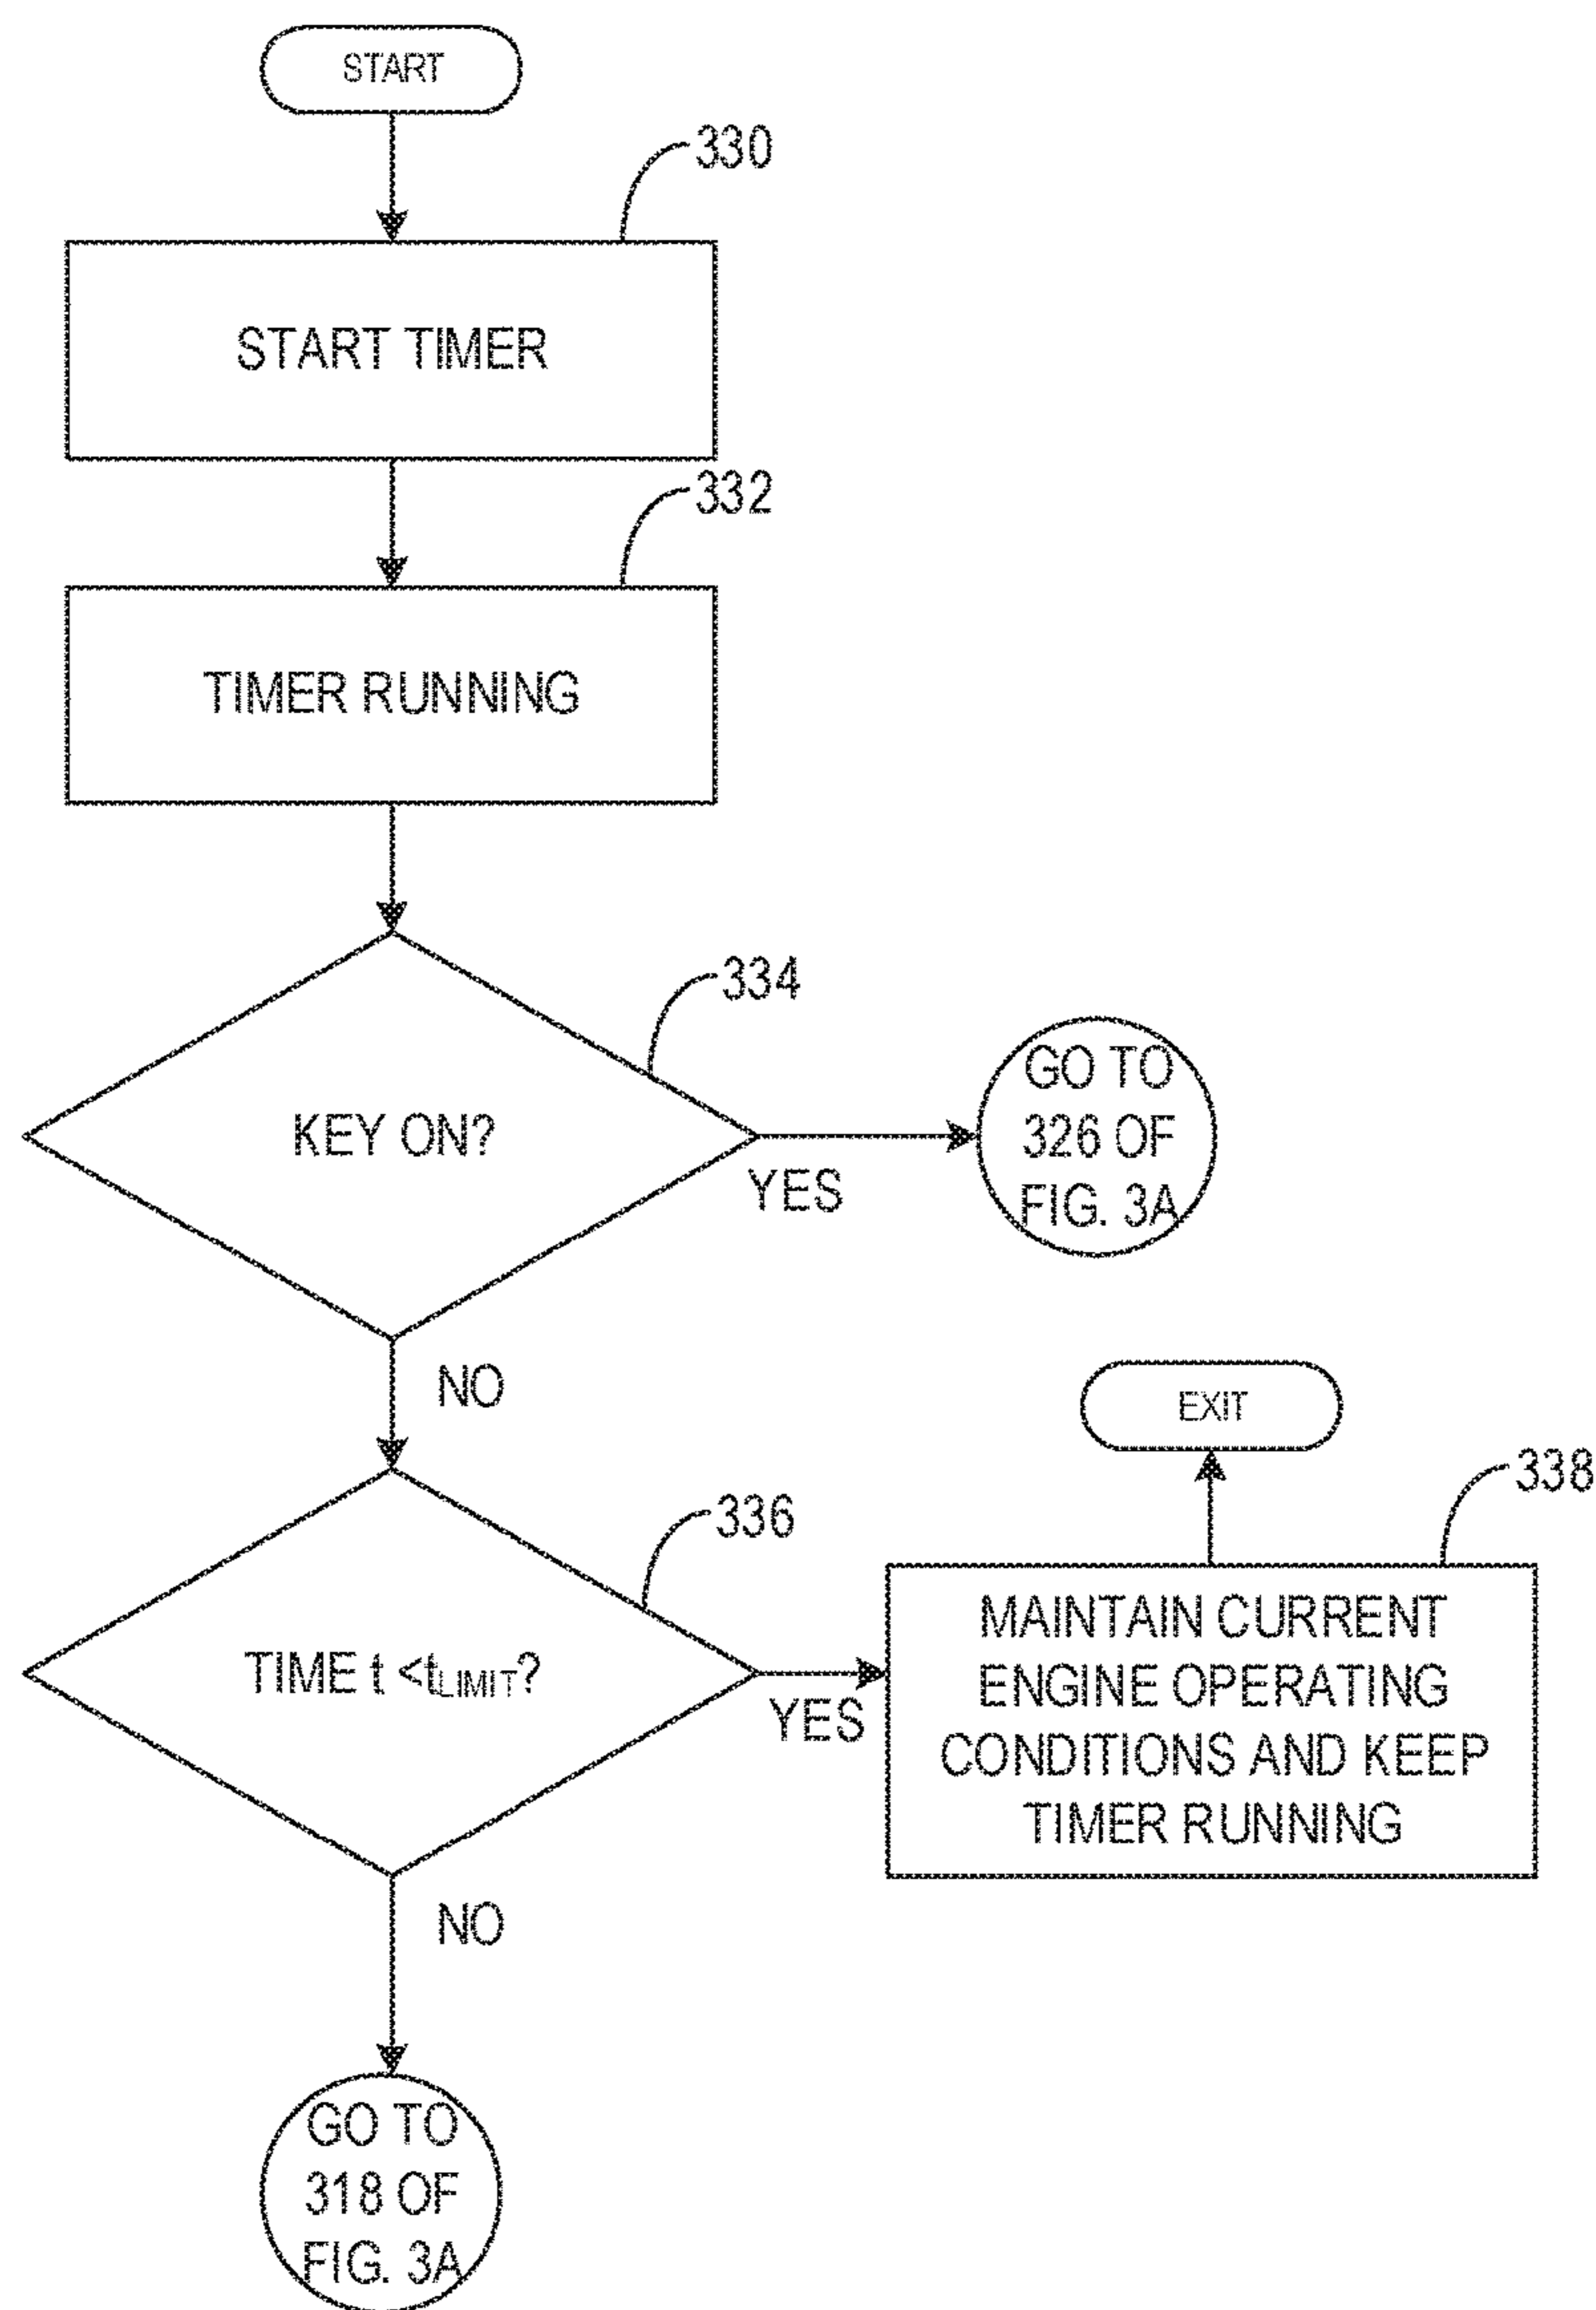 START
330
START TIMER
332
TIMER RUNNING
334
KEY ON?
YES
GO TO
326 OF
FIG. 3A
NO
EXIT
338
336
TIME t <tLIMIT?
YES
MAINTAIN CURRENT
ENGINE OPERATING
CONDITIONS AND KEEP
TIMER RUNNING
NO
GO TO
318 OF
FIG. 3A